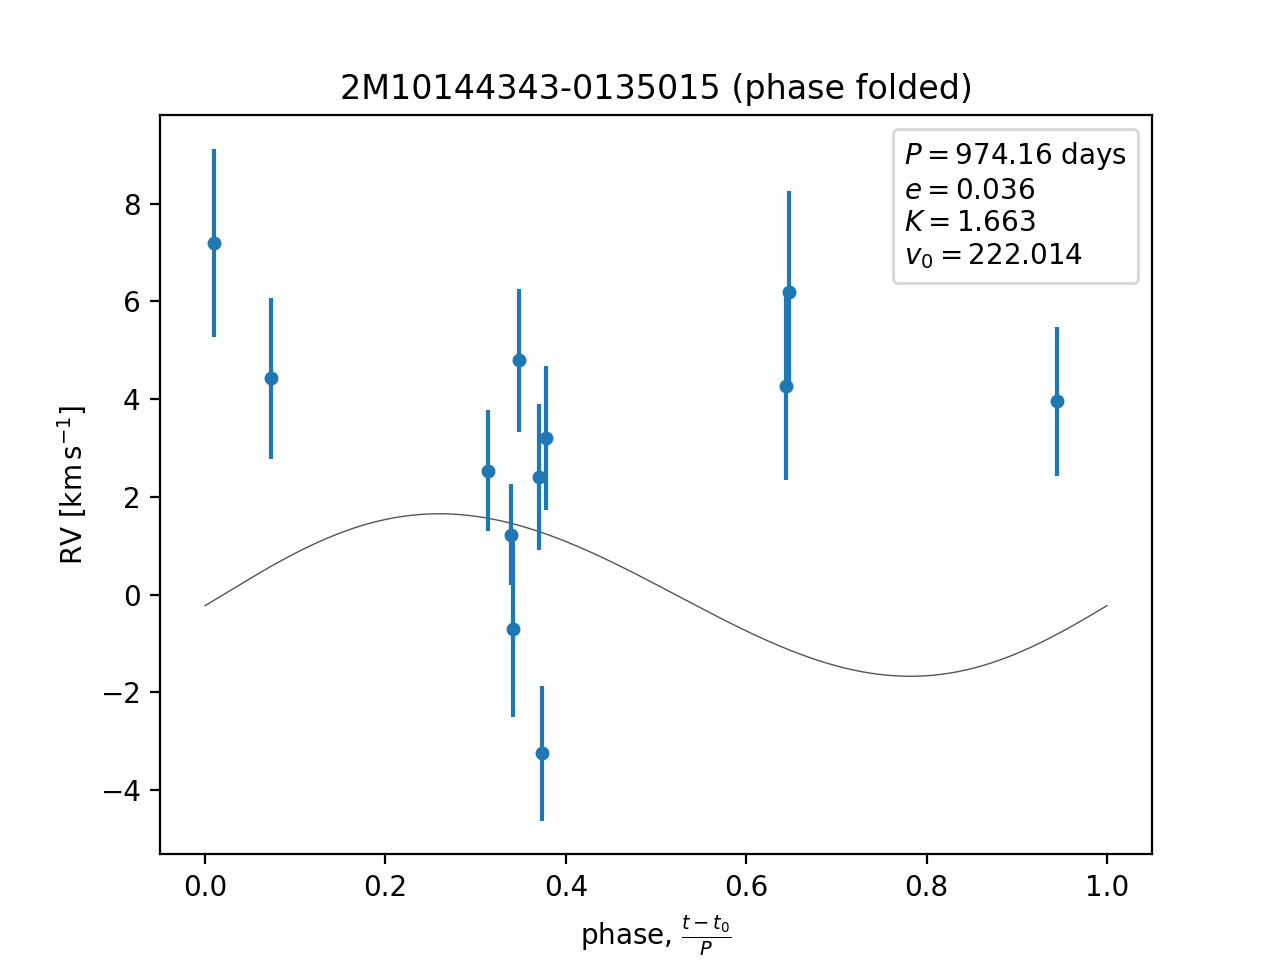 2M10144343-0135015 (phase folded)
P = 974.16 days
e = 0.036
K = 1.663
v₀ = 222.014
RV [km s⁻¹]
8
6
4
2
0
−2
−4
0.0 0.2 0.4 0.6 0.8 1.0
phase, (t − t₀)/P